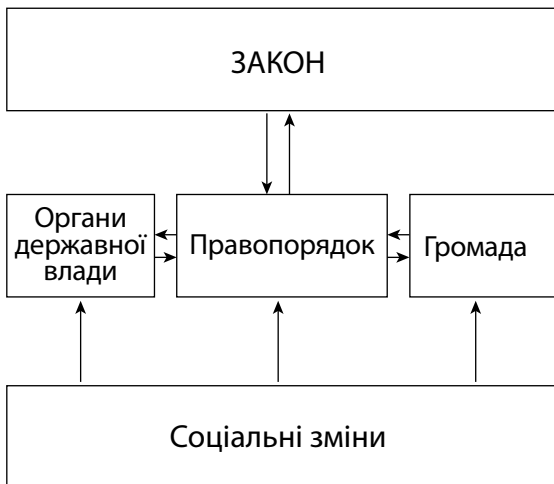 ЗАКОН
Органи
державної
влади
Правопорядок
Громада
Соціальні зміни